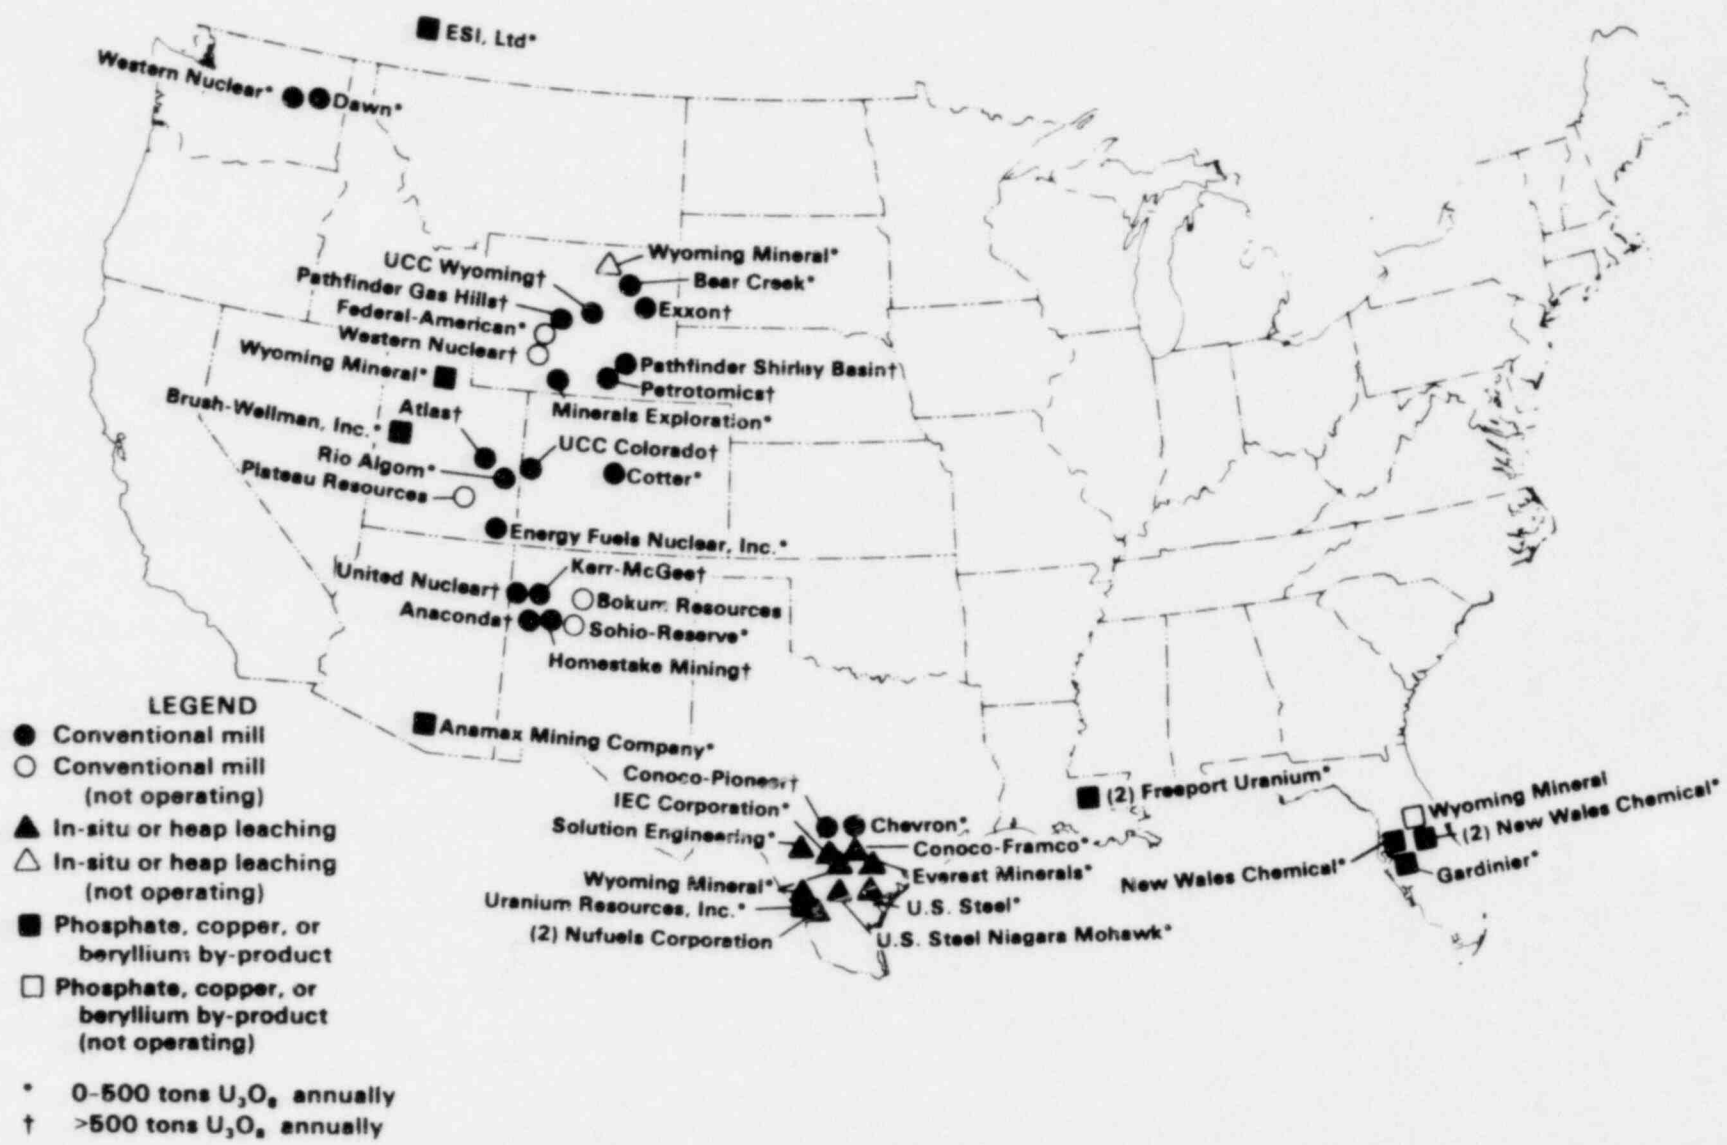 ESI, Ltd*
Western Nuclear*
Dawn*
Wyoming Mineral*
UCC Wyoming†
Bear Creek*
Pathfinder Gas Hills†
Exxon†
Federal-American*
Western Nuclear†
Wyoming Mineral*
Pathfinder Shirley Basin†
Petrotomics†
Minerals Exploration*
Brush-Wellman, Inc.*
Atlas†
UCC Colorado†
Rio Algom*
Cotter*
Plateau Resources
Energy Fuels Nuclear, Inc.*
Kerr-McGee†
United Nuclear†
Bokum Resources
Anaconda†
Sohio-Reserve*
Homestake Mining†
Anamax Mining Company*
Conoco-Pioneer†
IEC Corporation*
Solution Engineering*
Chevron*
Conoco-Framco*
Everest Minerals*
Wyoming Mineral*
Uranium Resources, Inc.*
U.S. Steel*
(2) Nufuels Corporation
U.S. Steel Niagara Mohawk*
(2) Freeport Uranium*
Wyoming Mineral
(2) New Wales Chemical*
New Wales Chemical*
Gardinier*
LEGEND
Conventional mill
Conventional mill
(not operating)
In-situ or heap leaching
In-situ or heap leaching
(not operating)
Phosphate, copper, or
beryllium by-product
Phosphate, copper, or
beryllium by-product
(not operating)
* 0-500 tons U₃O₈ annually
† >500 tons U₃O₈ annually